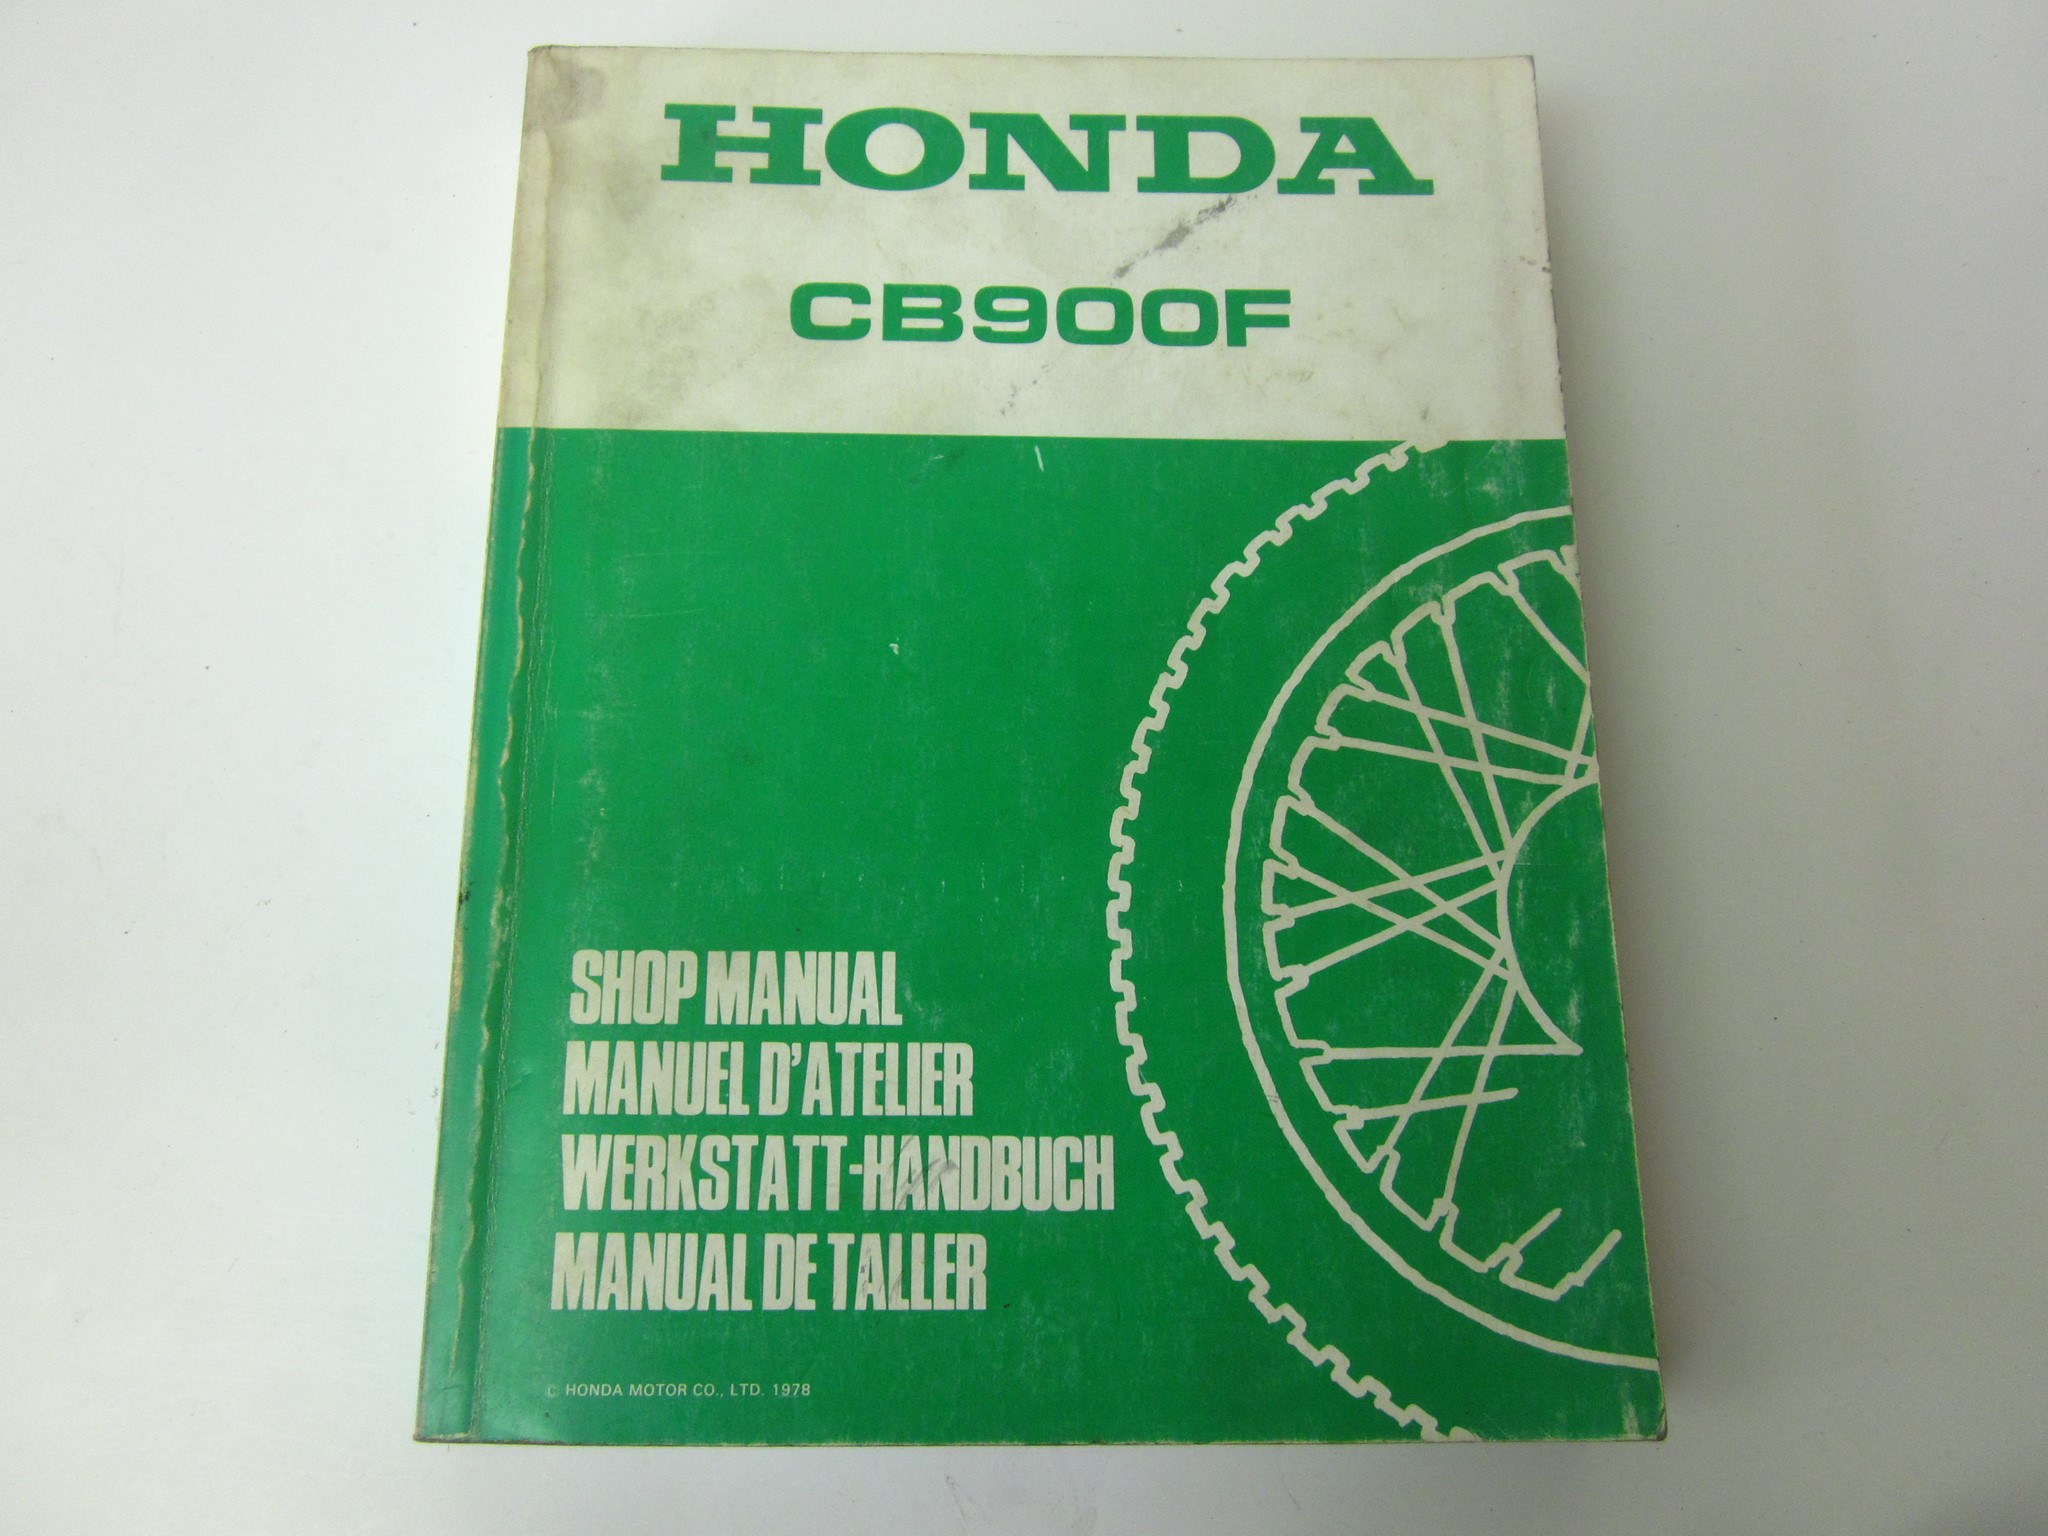 HONDA
CB900F
SHOP MANUAL
MANUEL D'ATELIER
WERKSTATT-HANDBUCH
MANUAL DE TALLER
© HONDA MOTOR CO., LTD. 1978